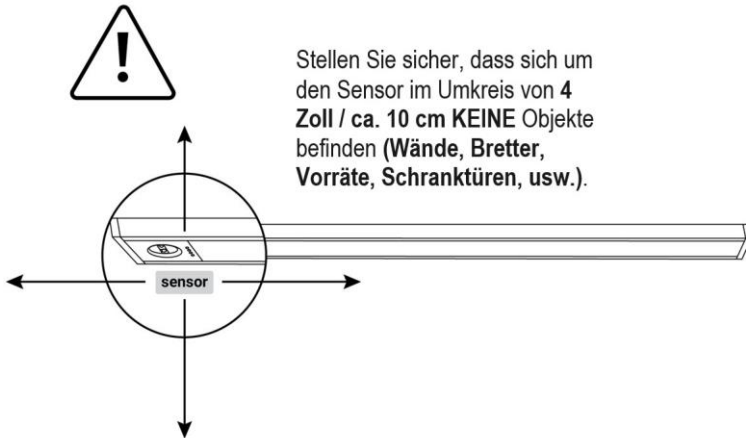 Stellen Sie sicher, dass sich um
den Sensor im Umkreis von 4
Zoll / ca. 10 cm KEINE Objekte
befinden (Wände, Bretter,
Vorräte, Schranktüren, usw.).
sensor